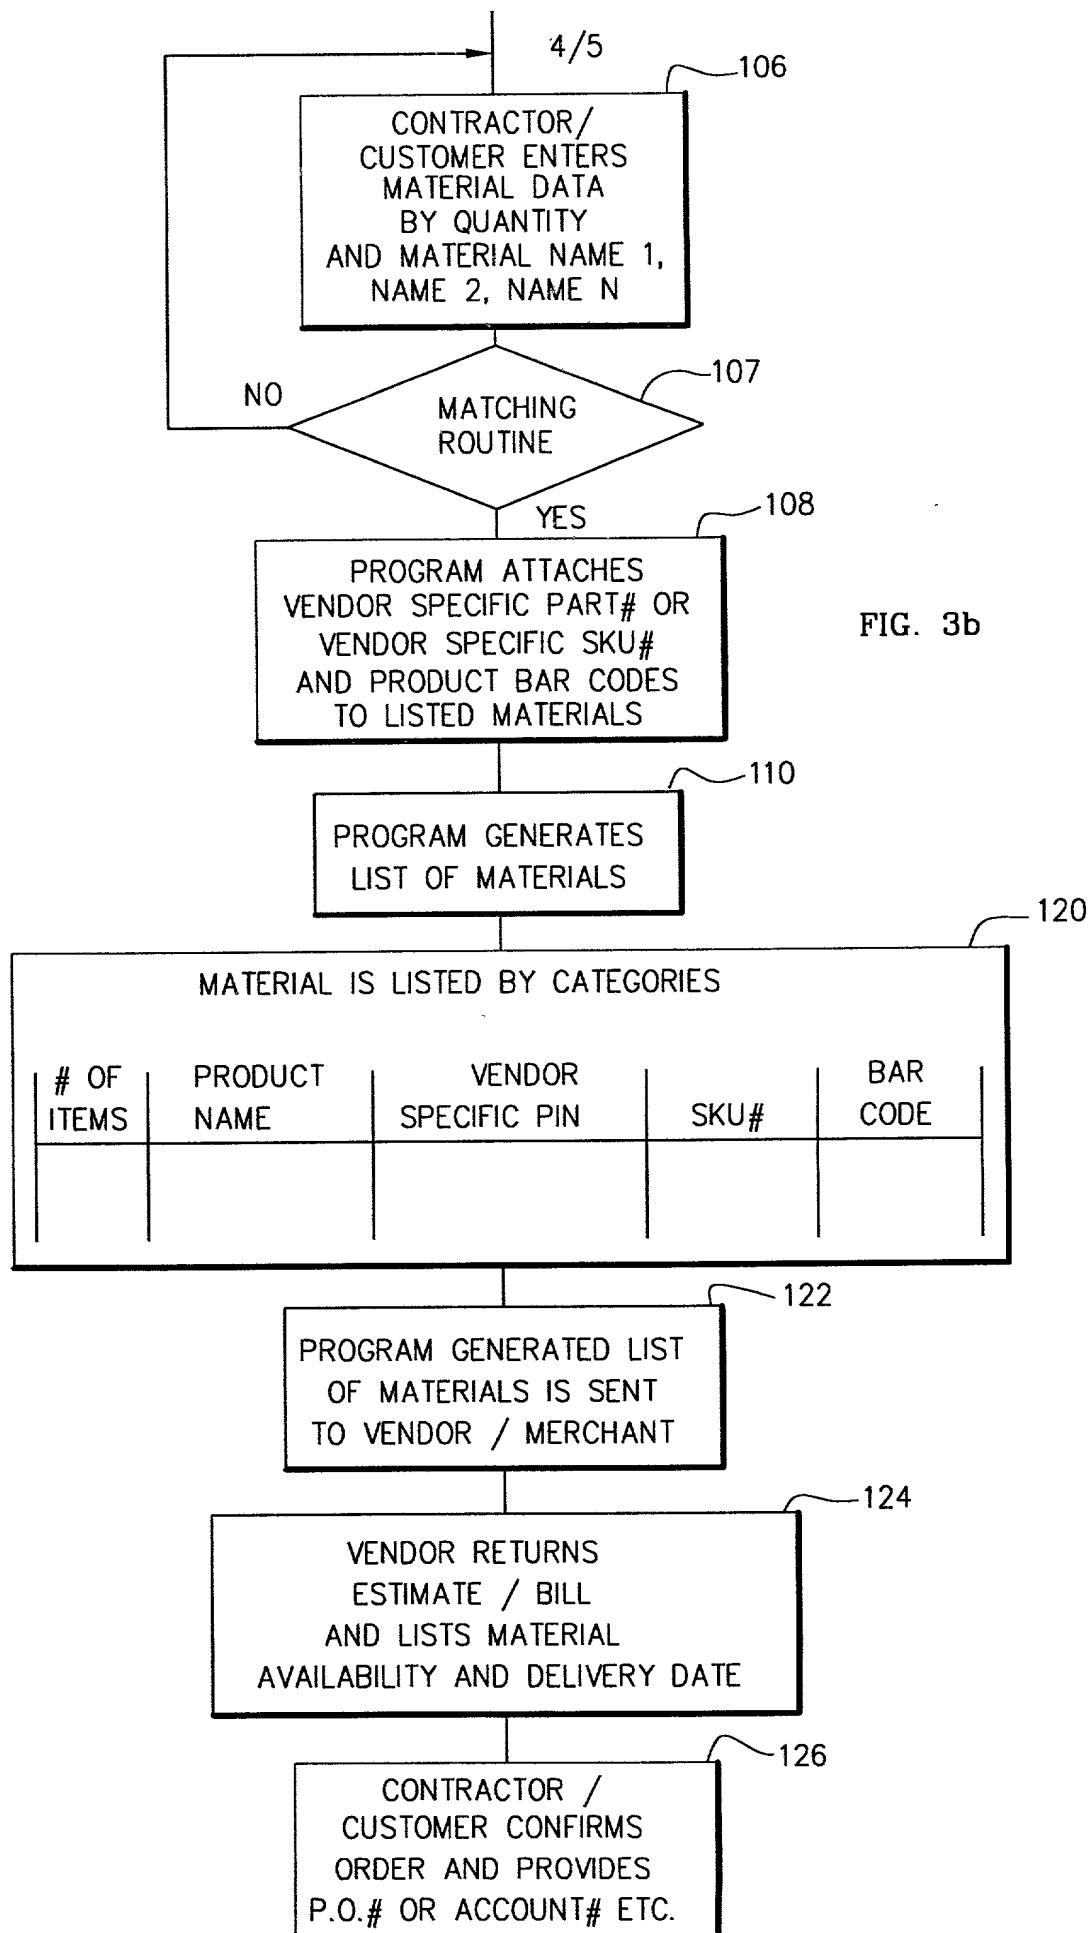 4/5
106
CONTRACTOR/
CUSTOMER ENTERS
MATERIAL DATA
BY QUANTITY
AND MATERIAL NAME 1,
NAME 2, NAME N
107
NO
MATCHING
ROUTINE
YES
108
PROGRAM ATTACHES
VENDOR SPECIFIC PART# OR
VENDOR SPECIFIC SKU#
AND PRODUCT BAR CODES
TO LISTED MATERIALS
FIG. 3b
110
PROGRAM GENERATES
LIST OF MATERIALS
120
MATERIAL IS LISTED BY CATEGORIES
# OF
ITEMS
PRODUCT
NAME
VENDOR
SPECIFIC PIN
SKU#
BAR
CODE
122
PROGRAM GENERATED LIST
OF MATERIALS IS SENT
TO VENDOR / MERCHANT
124
VENDOR RETURNS
ESTIMATE / BILL
AND LISTS MATERIAL
AVAILABILITY AND DELIVERY DATE
126
CONTRACTOR /
CUSTOMER CONFIRMS
ORDER AND PROVIDES
P.O.# OR ACCOUNT# ETC.